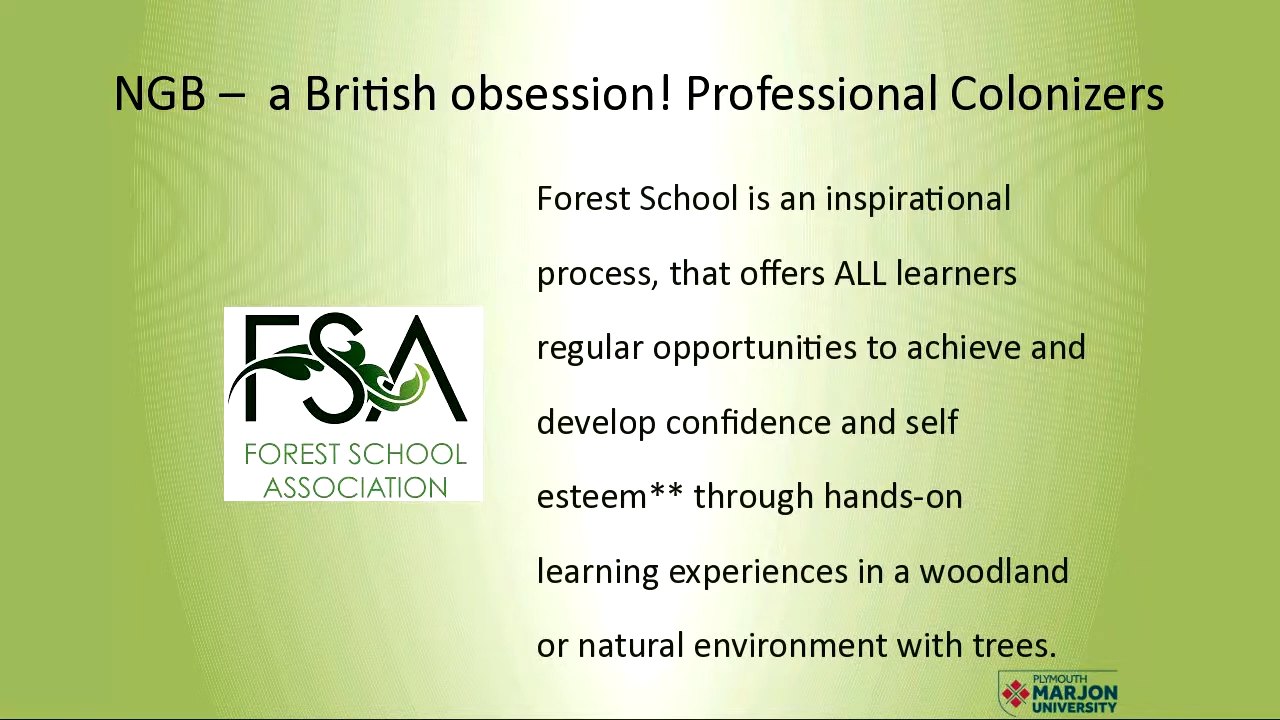 NGB – a British obsession! Professional Colonizers
Forest School is an inspirational
process, that offers ALL learners
regular opportunities to achieve and
develop confidence and self
esteem** through hands-on
learning experiences in a woodland
or natural environment with trees.
FSA
FOREST SCHOOL
ASSOCIATION
PLYMOUTH
MARJON
UNIVERSITY